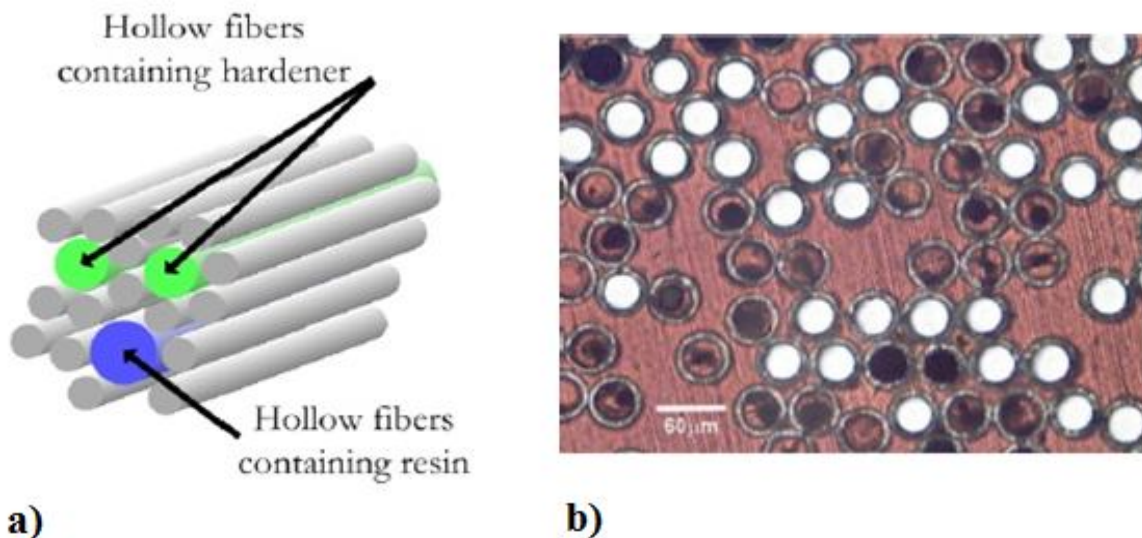 Hollow fibers
containing hardener
Hollow fibers
containing resin
60μm
a)
b)